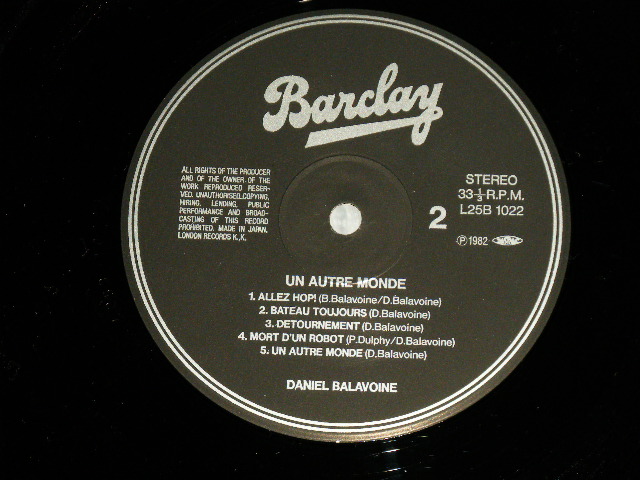 Barclay
ALL RIGHTS OF THE PRODUCER
AND OF THE OWNER OF THE
WORK REPRODUCED RESER-
VED. UNAUTHORISED COPYING,
HIRING, LENDING, PUBLIC
PERFORMANCE AND BROAD-
CASTING OF THIS RECORD
PROHIBITED. MADE IN JAPAN.
LONDON RECORDS K.K.
STEREO
33⅓ R.P.M.
L25B 1022
2
Ⓟ1982
UN AUTRE MONDE
1. ALLEZ HOP! (B.Balavoine/D.Balavoine)
2. BATEAU TOUJOURS (D.Balavoine)
3. DETOURNEMENT (D.Balavoine)
4. MORT D'UN ROBOT (P.Dulphy/D.Balavoine)
5. UN AUTRE MONDE (D.Balavoine)
DANIEL BALAVOINE